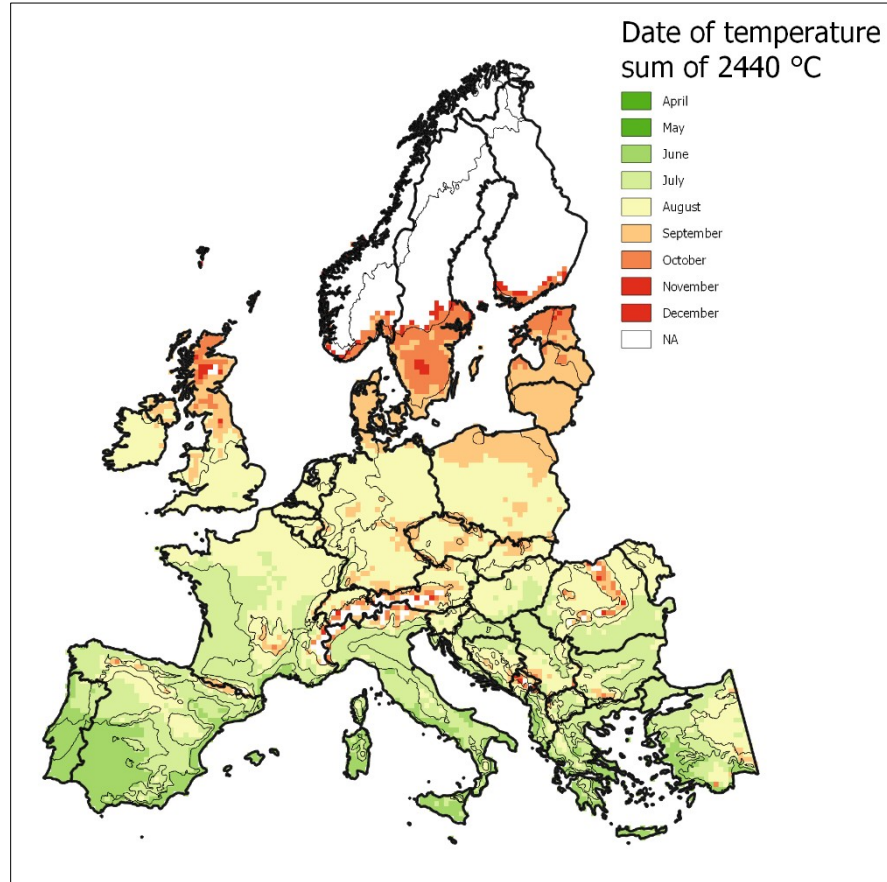 Date of temperature
sum of 2440 °C
April
May
June
July
August
September
October
November
December
NA